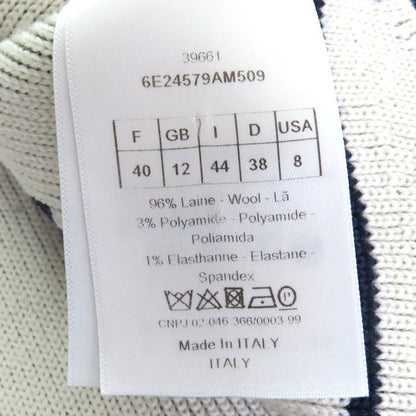 39661
6E24579AM509
F GB I D USA
40 12 44 38 8
96% Laine - Wool - Lã
3% Polyamide - Polyamide -
Poliamida
1% Elasthanne - Elastane -
Spandex
P
CNPJ 02 046 366/0003-99
Made In ITALY
ITALY